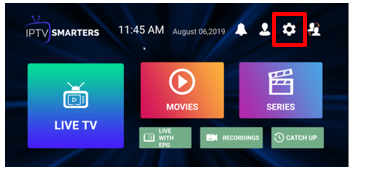 IPTV SMARTERS 11:45 AM August 06,2019
LIVE TV
MOVIES
SERIES
LIVE
WITH
EPG
RECORDINGS
CATCH UP